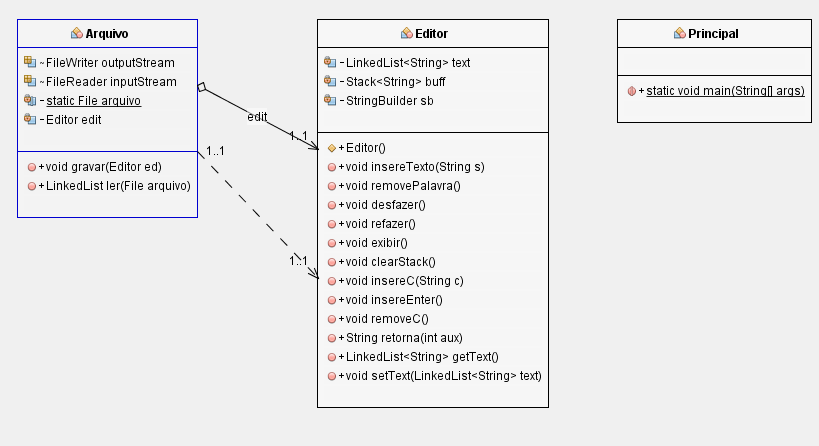 Arquivo
~FileWriter outputStream
~FileReader inputStream
-static File arquivo
-Editor edit
+void gravar(Editor ed)
+LinkedList ler(File arquivo)
edit
1..1
1..1
1..1
Editor
-LinkedList<String> text
-Stack<String> buff
-StringBuilder sb
+Editor()
+void insereTexto(String s)
+void removePalavra()
+void desfazer()
+void refazer()
+void exibir()
+void clearStack()
+void insereC(String c)
+void insereEnter()
+void removeC()
+String retorna(int aux)
+LinkedList<String> getText()
+void setText(LinkedList<String> text)
Principal
+static void main(String[] args)